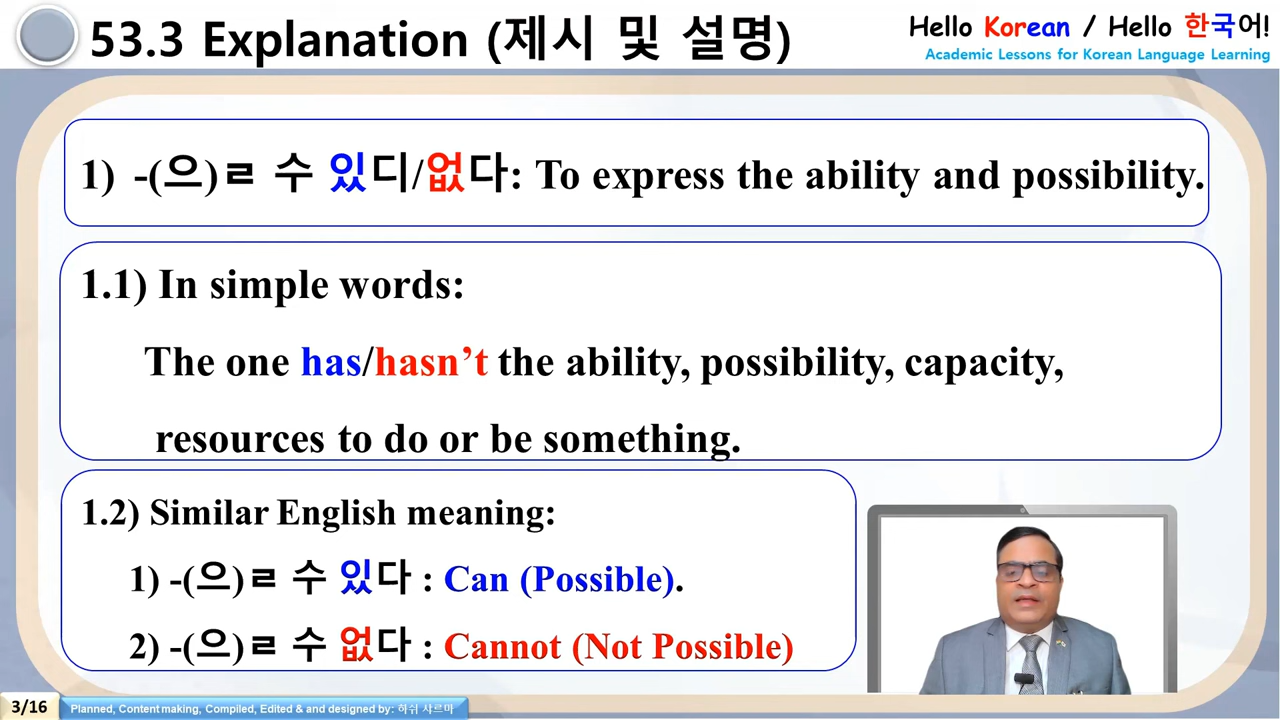 53.3 Explanation (제시 및 설명)
Hello Korean / Hello 한국어!
Academic Lessons for Korean Language Learning
1) -(으)ㄹ 수 있디/없다: To express the ability and possibility.
1.1) In simple words:
The one has/hasn’t the ability, possibility, capacity,
resources to do or be something.
1.2) Similar English meaning:
1) -(으)ㄹ 수 있다 : Can (Possible).
2) -(으)ㄹ 수 없다 : Cannot (Not Possible)
3/16
Planned, Content making, Compiled, Edited & and designed by: 하쉬 샤르마